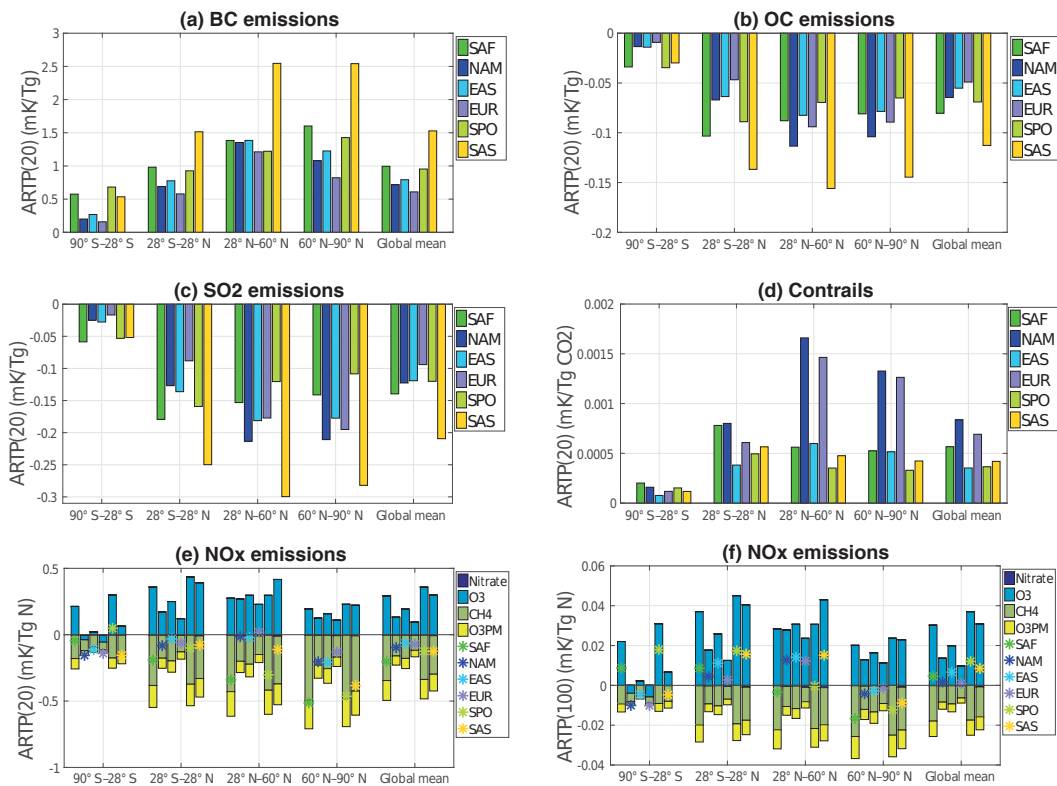 (a) BC emissions
ARTP(20) (mK/Tg)
3
2.5
2
1.5
1
0.5
0
90° S–28° S
28° S–28° N
28° N–60° N
60° N–90° N
Global mean
SAF
NAM
EAS
EUR
SPO
SAS
(b) OC emissions
ARTP(20) (mK/Tg)
0
-0.05
-0.1
-0.15
-0.2
90° S–28° S
28° S–28° N
28° N–60° N
60° N–90° N
Global mean
SAF
NAM
EAS
EUR
SPO
SAS
(c) SO2 emissions
ARTP(20) (mK/Tg)
0
-0.05
-0.1
-0.15
-0.2
-0.25
-0.3
90° S–28° S
28° S–28° N
28° N–60° N
60° N–90° N
Global mean
SAF
NAM
EAS
EUR
SPO
SAS
(d) Contrails
ARTP(20) (mK/Tg CO2)
0.002
0.0015
0.001
0.0005
0
90° S–28° S
28° S–28° N
28° N–60° N
60° N–90° N
Global mean
SAF
NAM
EAS
EUR
SPO
SAS
(e) NOx emissions
ARTP(20) (mK/Tg N)
0.5
0
-0.5
-1
90° S–28° S
28° S–28° N
28° N–60° N
60° N–90° N
Global mean
Nitrate
O3
CH4
O3PM
SAF
NAM
EAS
EUR
SPO
SAS
(f) NOx emissions
ARTP(100) (mK/Tg N)
0.06
0.04
0.02
0
-0.02
-0.04
90° S–28° S
28° S–28° N
28° N–60° N
60° N–90° N
Global mean
Nitrate
O3
CH4
O3PM
SAF
NAM
EAS
EUR
SPO
SAS